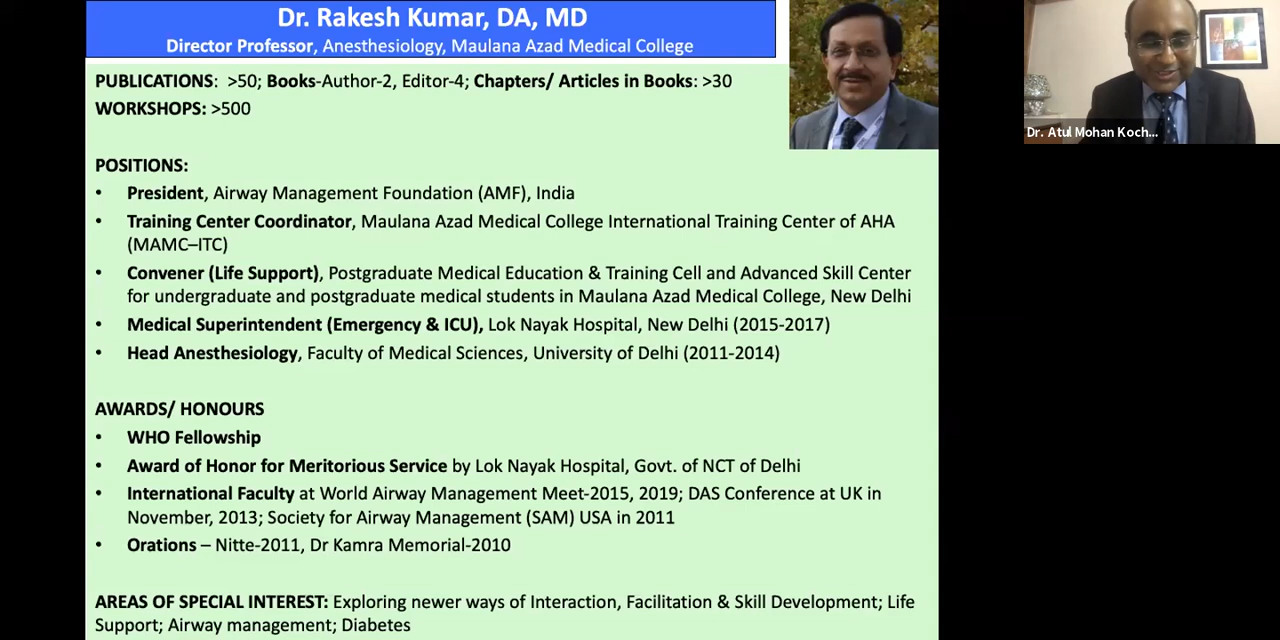 Dr. Rakesh Kumar, DA, MD
Director Professor, Anesthesiology, Maulana Azad Medical College
PUBLICATIONS: >50; Books-Author-2, Editor-4; Chapters/ Articles in Books: >30
WORKSHOPS: >500
POSITIONS:
• President, Airway Management Foundation (AMF), India
• Training Center Coordinator, Maulana Azad Medical College International Training Center of AHA
(MAMC–ITC)
• Convener (Life Support), Postgraduate Medical Education & Training Cell and Advanced Skill Center
for undergraduate and postgraduate medical students in Maulana Azad Medical College, New Delhi
• Medical Superintendent (Emergency & ICU), Lok Nayak Hospital, New Delhi (2015-2017)
• Head Anesthesiology, Faculty of Medical Sciences, University of Delhi (2011-2014)
AWARDS/ HONOURS
• WHO Fellowship
• Award of Honor for Meritorious Service by Lok Nayak Hospital, Govt. of NCT of Delhi
• International Faculty at World Airway Management Meet-2015, 2019; DAS Conference at UK in
November, 2013; Society for Airway Management (SAM) USA in 2011
• Orations – Nitte-2011, Dr Kamra Memorial-2010
AREAS OF SPECIAL INTEREST: Exploring newer ways of Interaction, Facilitation & Skill Development; Life
Support; Airway management; Diabetes
Dr. Atul Mohan Koch...